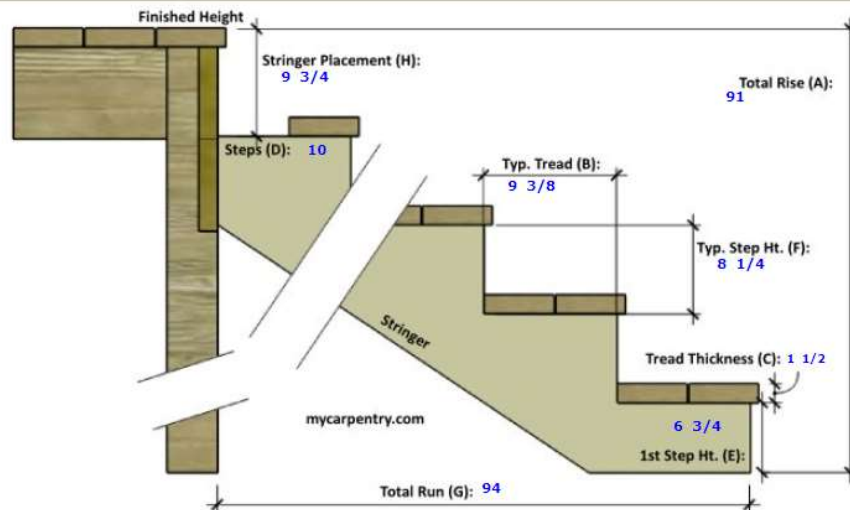 Finished Height
Stringer Placement (H):
9 3/4
Total Rise (A):
91
Steps (D): 10
Typ. Tread (B):
9 3/8
Typ. Step Ht. (F):
8 1/4
Stringer
Tread Thickness (C): 1 1/2
mycarpentry.com
6 3/4
1st Step Ht. (E):
Total Run (G): 94